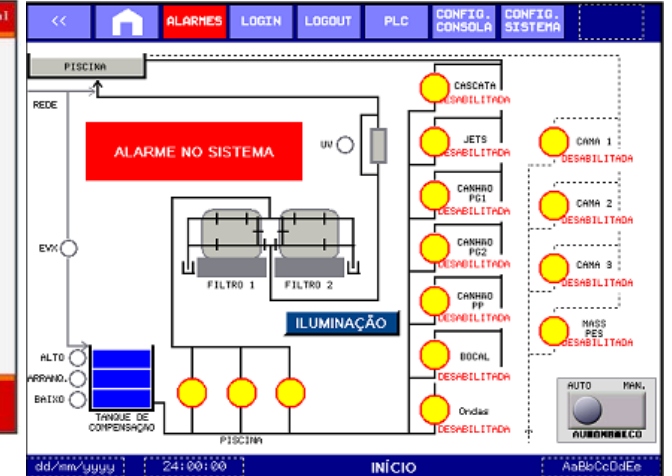 al
<<
ALARMES
LOGIN
LOGOUT
PLC
CONFIG.
CONSOLA
CONFIG.
SISTEMA
PISCINA
REDE
ALARME NO SISTEMA
UV
CASCATA
DESABILITADA
JETS
DESABILITADA
CANHAO
PG1
DESABILITADA
CANHAO
PG2
DESABILITADA
CANHAO
PP
DESABILITADA
BOCAL
DESABILITADA
Ondas
DESABILITADA
CAMA 1
DESABILITADA
CAMA 2
DESABILITADA
CAMA 3
DESABILITADA
MASS
PES
DESABILITADA
EVX
FILTRO 1
FILTRO 2
ILUMINAÇÃO
ALTO
ARRANQ.
BAIXO
TANQUE DE
COMPENSAÇAO
PISCINA
AUTO
MAN.
dd/mm/yyyy
24:00:00
INÍCIO
AaBbCcDdEe